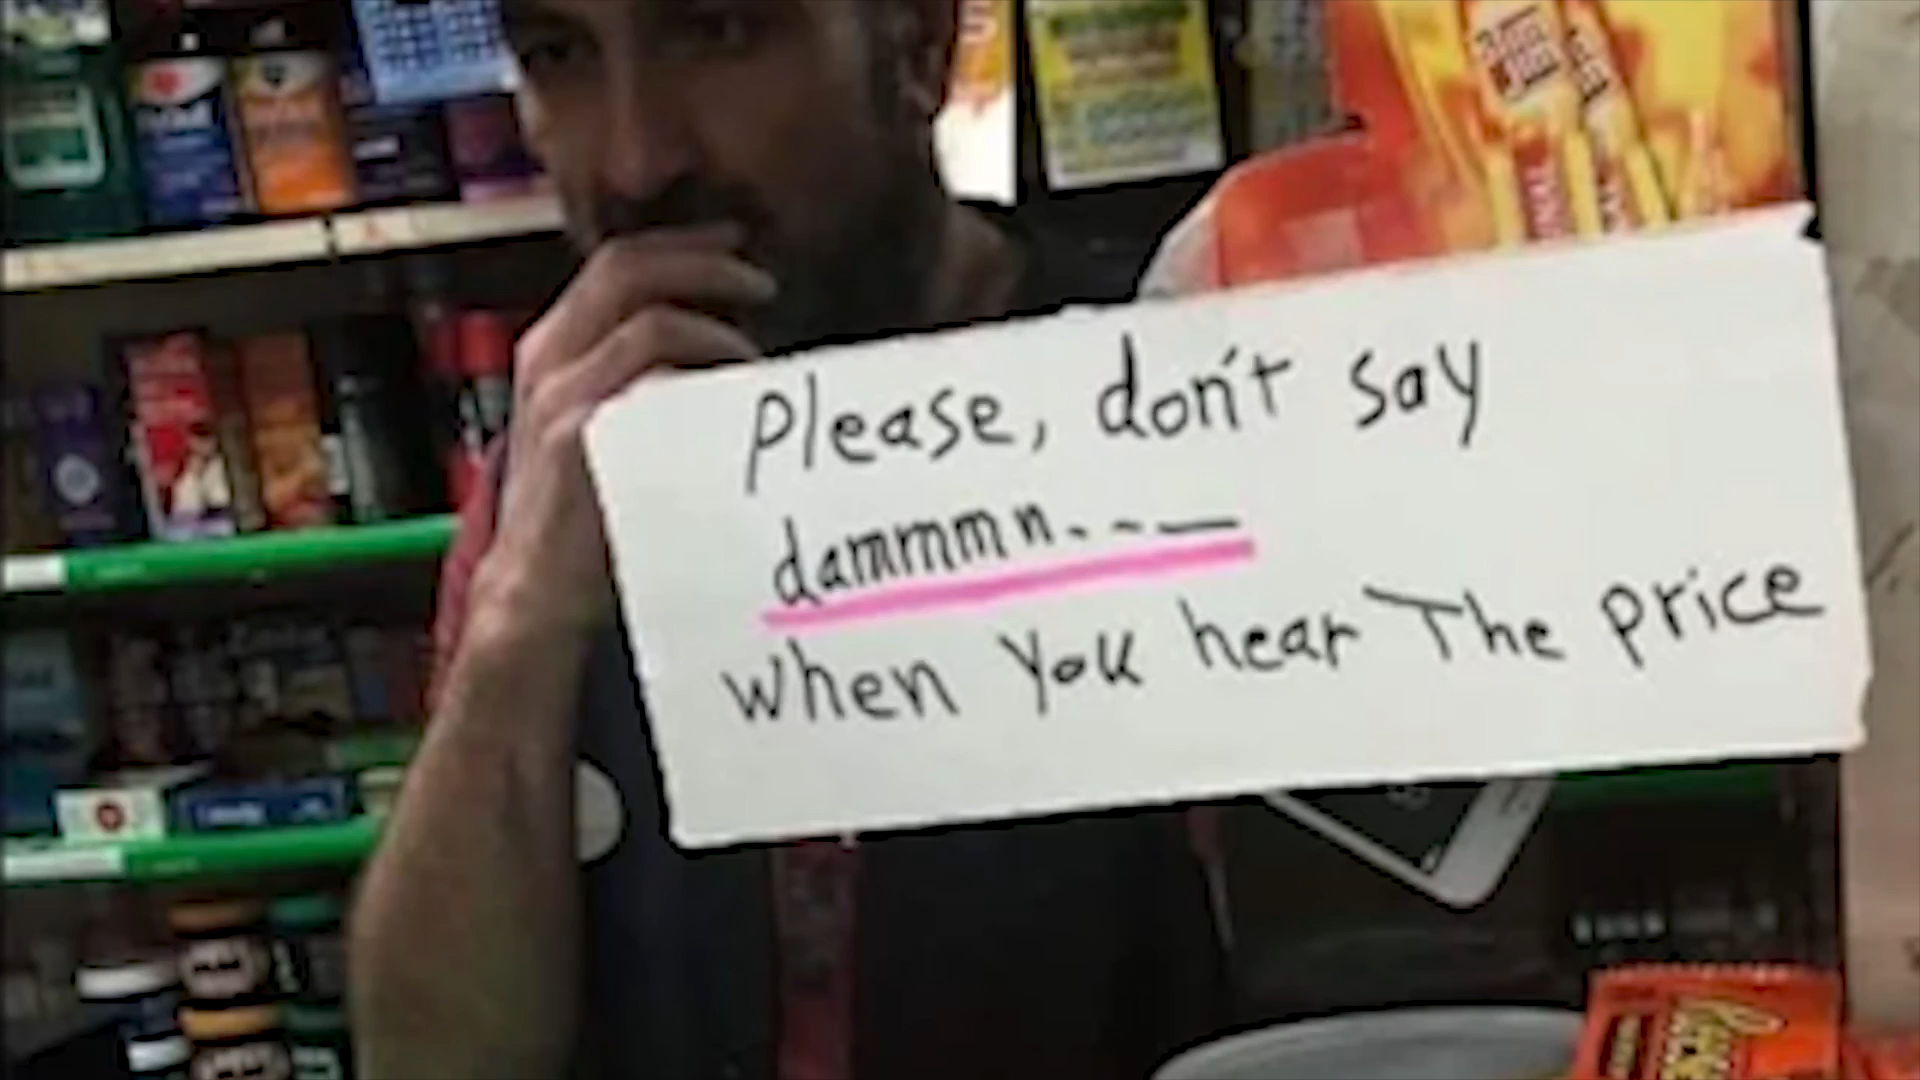 Please, don't say
dammmn. - - —
when you hear The price